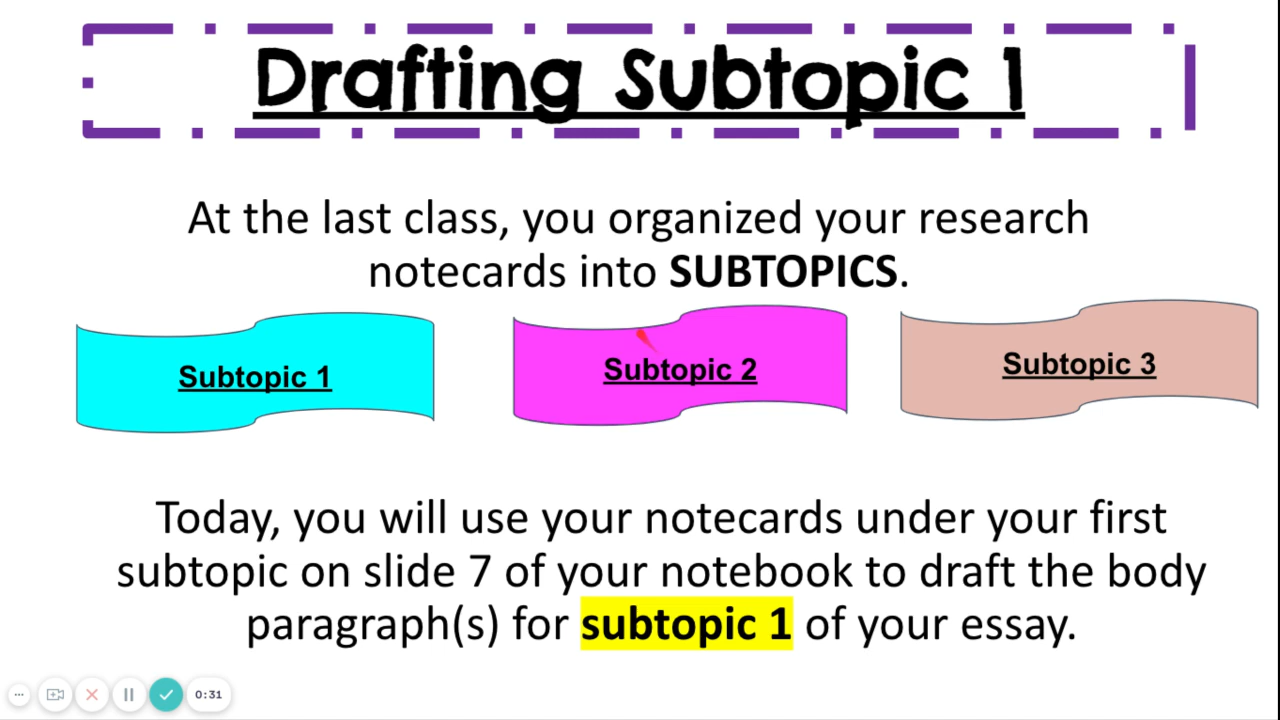 Drafting Subtopic 1
At the last class, you organized your research
notecards into SUBTOPICS.
Subtopic 1
Subtopic 2
Subtopic 3
Today, you will use your notecards under your first
subtopic on slide 7 of your notebook to draft the body
paragraph(s) for subtopic 1 of your essay.
0:31